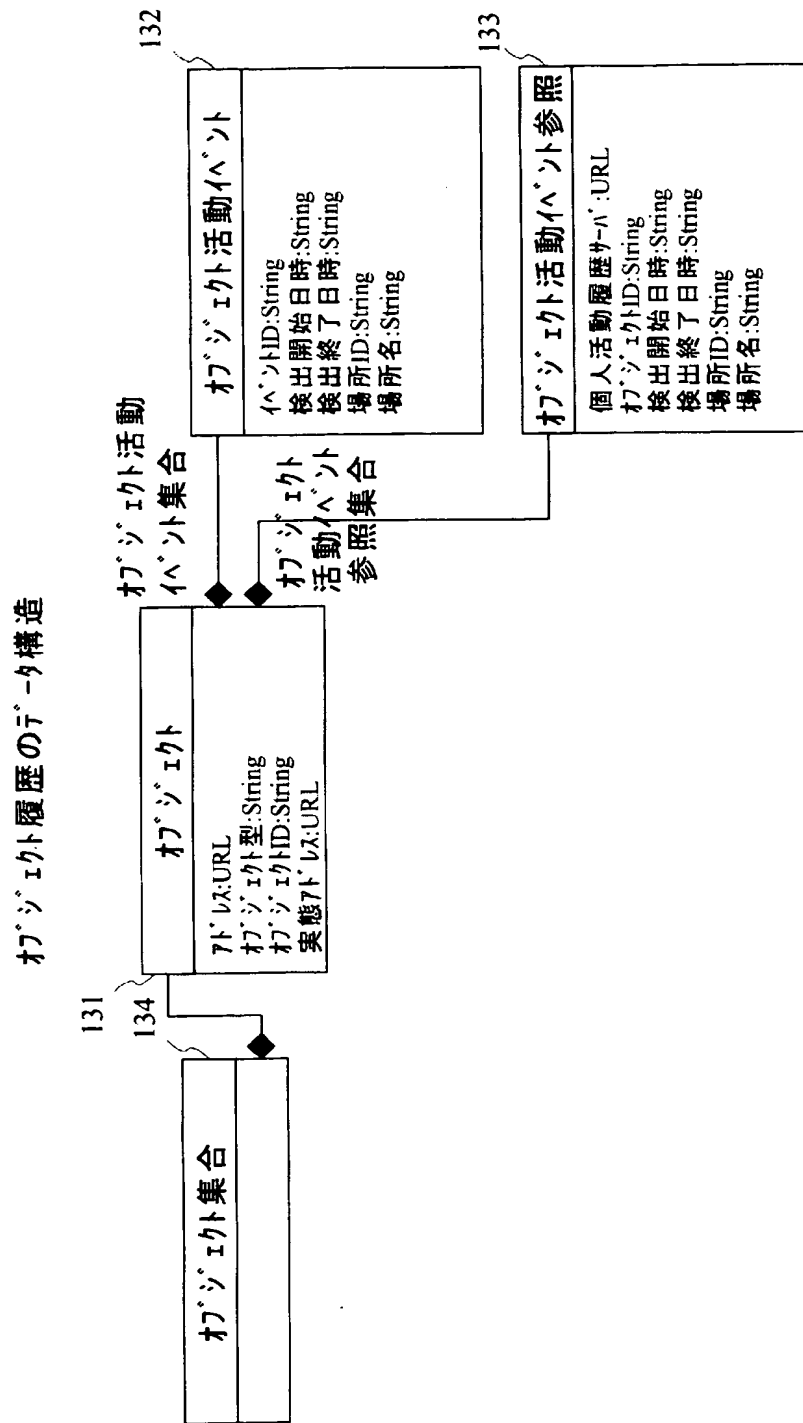 オブジェクト履歴のデータ構造
134
オブジェクト集合
131
オブジェクト
アドレス:URL
オブジェクト型:String
オブジェクトID:String
実態アドレス:URL
オブジェクト活動
イベント集合
オブジェクト
活動イベント
参照集合
132
オブジェクト活動イベント
イベントID:String
検出開始日時:String
検出終了日時:String
場所ID:String
場所名:String
133
オブジェクト活動イベント参照
個人活動履歴サーバ:URL
オブジェクトID:String
検出開始日時:String
検出終了日時:String
場所ID:String
場所名:String